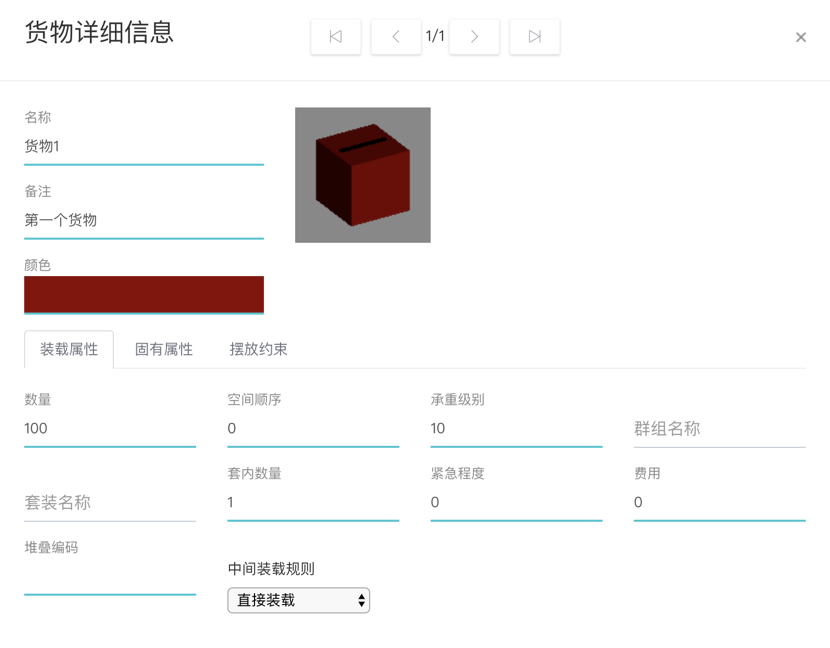 货物详细信息
1/1
名称
货物1
备注
第一个货物
颜色
装载属性 固有属性 摆放约束
数量 空间顺序 承重级别
100 0 10 群组名称
套内数量 紧急程度 费用
套装名称 1 0 0
堆叠编码
中间装载规则
直接装载